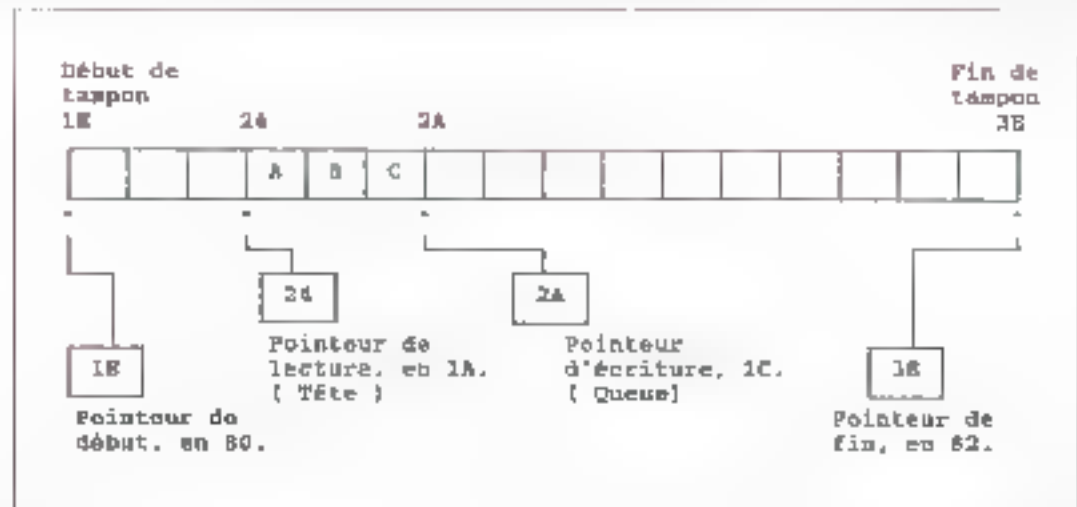 Début de
tampon
1E
24
2A
Fin de
tampon
3E
A B C
24
2A
1E
Pointeur de
lecture, en 1A.
( Tête )
Pointeur
d'écriture, 1C.
( Queue)
Pointeur de
début, en 80.
Pointeur de
fin, en 82.